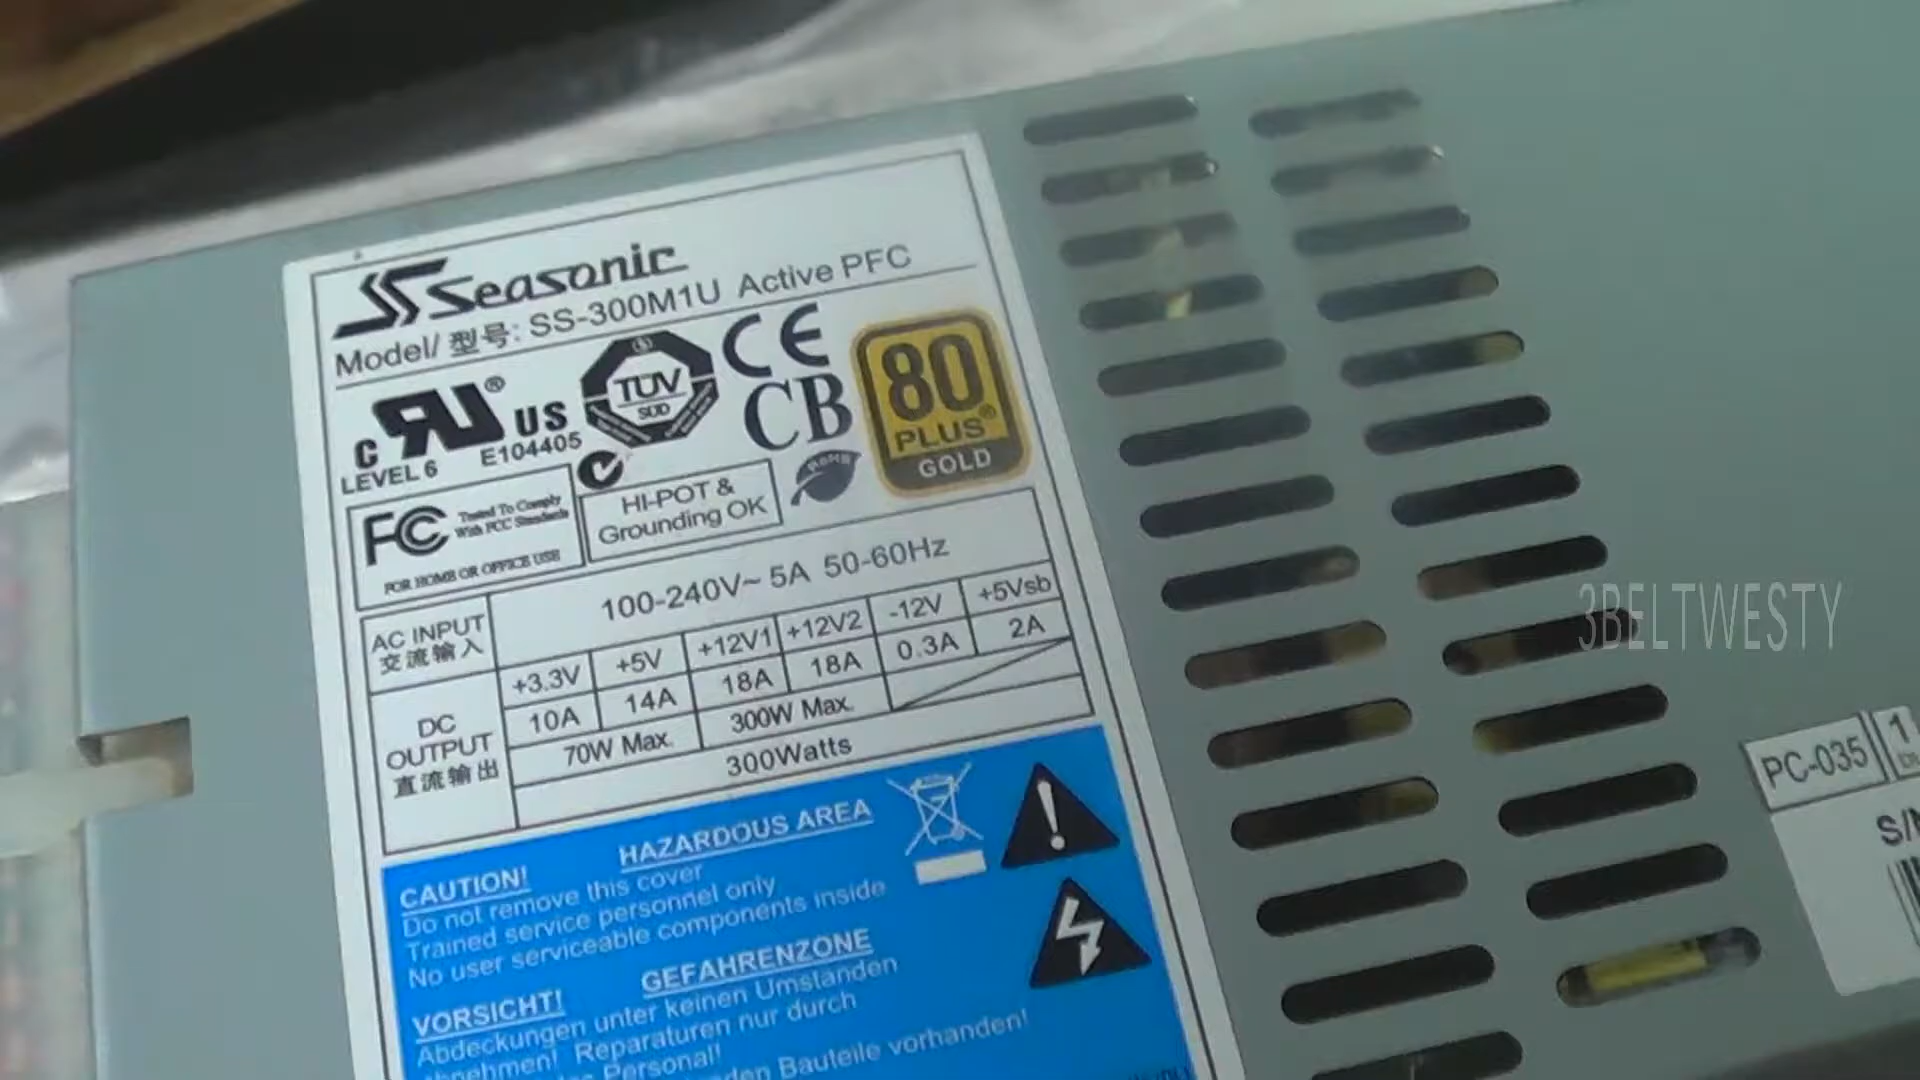 Seasonic
Model/ 型号: SS-300M1U Active PFC
C RU ® US
LEVEL 6 E104405
TUV
SUD
CE
CB
RoHS
80
PLUS®
GOLD
FC Tested To Comply
With FCC Standards
FOR HOME OR OFFICE USE
HI-POT &
Grounding OK
AC INPUT
交流输入
100-240V~ 5A 50-60Hz
DC
OUTPUT
直流输出
+3.3V +5V +12V1 +12V2 -12V +5Vsb
10A 14A 18A 18A 0.3A 2A
70W Max. 300W Max.
300Watts
CAUTION! HAZARDOUS AREA
Do not remove this cover
Trained service personnel only
No user serviceable components inside
VORSICHT! GEFAHRENZONE
Abdeckungen unter keinen Umständen
abnehmen! Reparaturen nur durch
Personal!
Bauteile vorhanden!
3BELTWESTY
PC-035
1
S/N